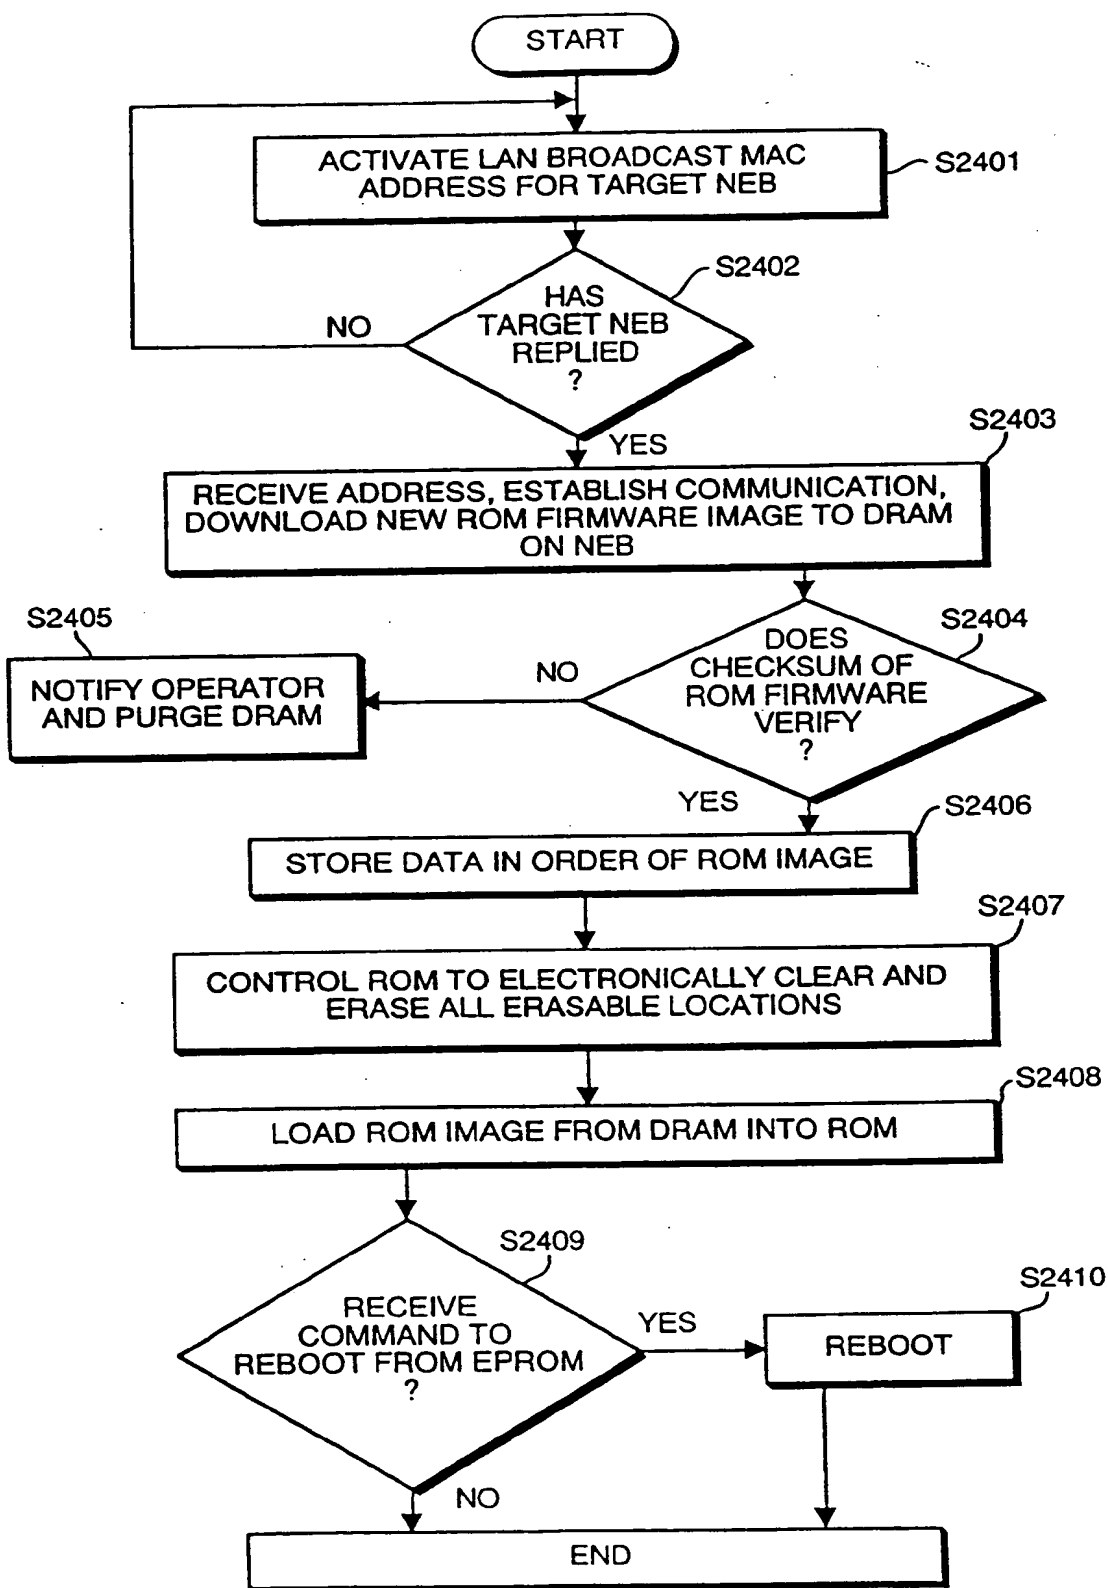 START
ACTIVATE LAN BROADCAST MAC
ADDRESS FOR TARGET NEB
S2401
S2402
HAS
TARGET NEB
REPLIED
?
NO
YES
S2403
RECEIVE ADDRESS, ESTABLISH COMMUNICATION,
DOWNLOAD NEW ROM FIRMWARE IMAGE TO DRAM
ON NEB
S2405
NOTIFY OPERATOR
AND PURGE DRAM
NO
S2404
DOES
CHECKSUM OF
ROM FIRMWARE
VERIFY
?
YES
S2406
STORE DATA IN ORDER OF ROM IMAGE
S2407
CONTROL ROM TO ELECTRONICALLY CLEAR AND
ERASE ALL ERASABLE LOCATIONS
S2408
LOAD ROM IMAGE FROM DRAM INTO ROM
S2409
RECEIVE
COMMAND TO
REBOOT FROM EPROM
?
YES
S2410
REBOOT
NO
END